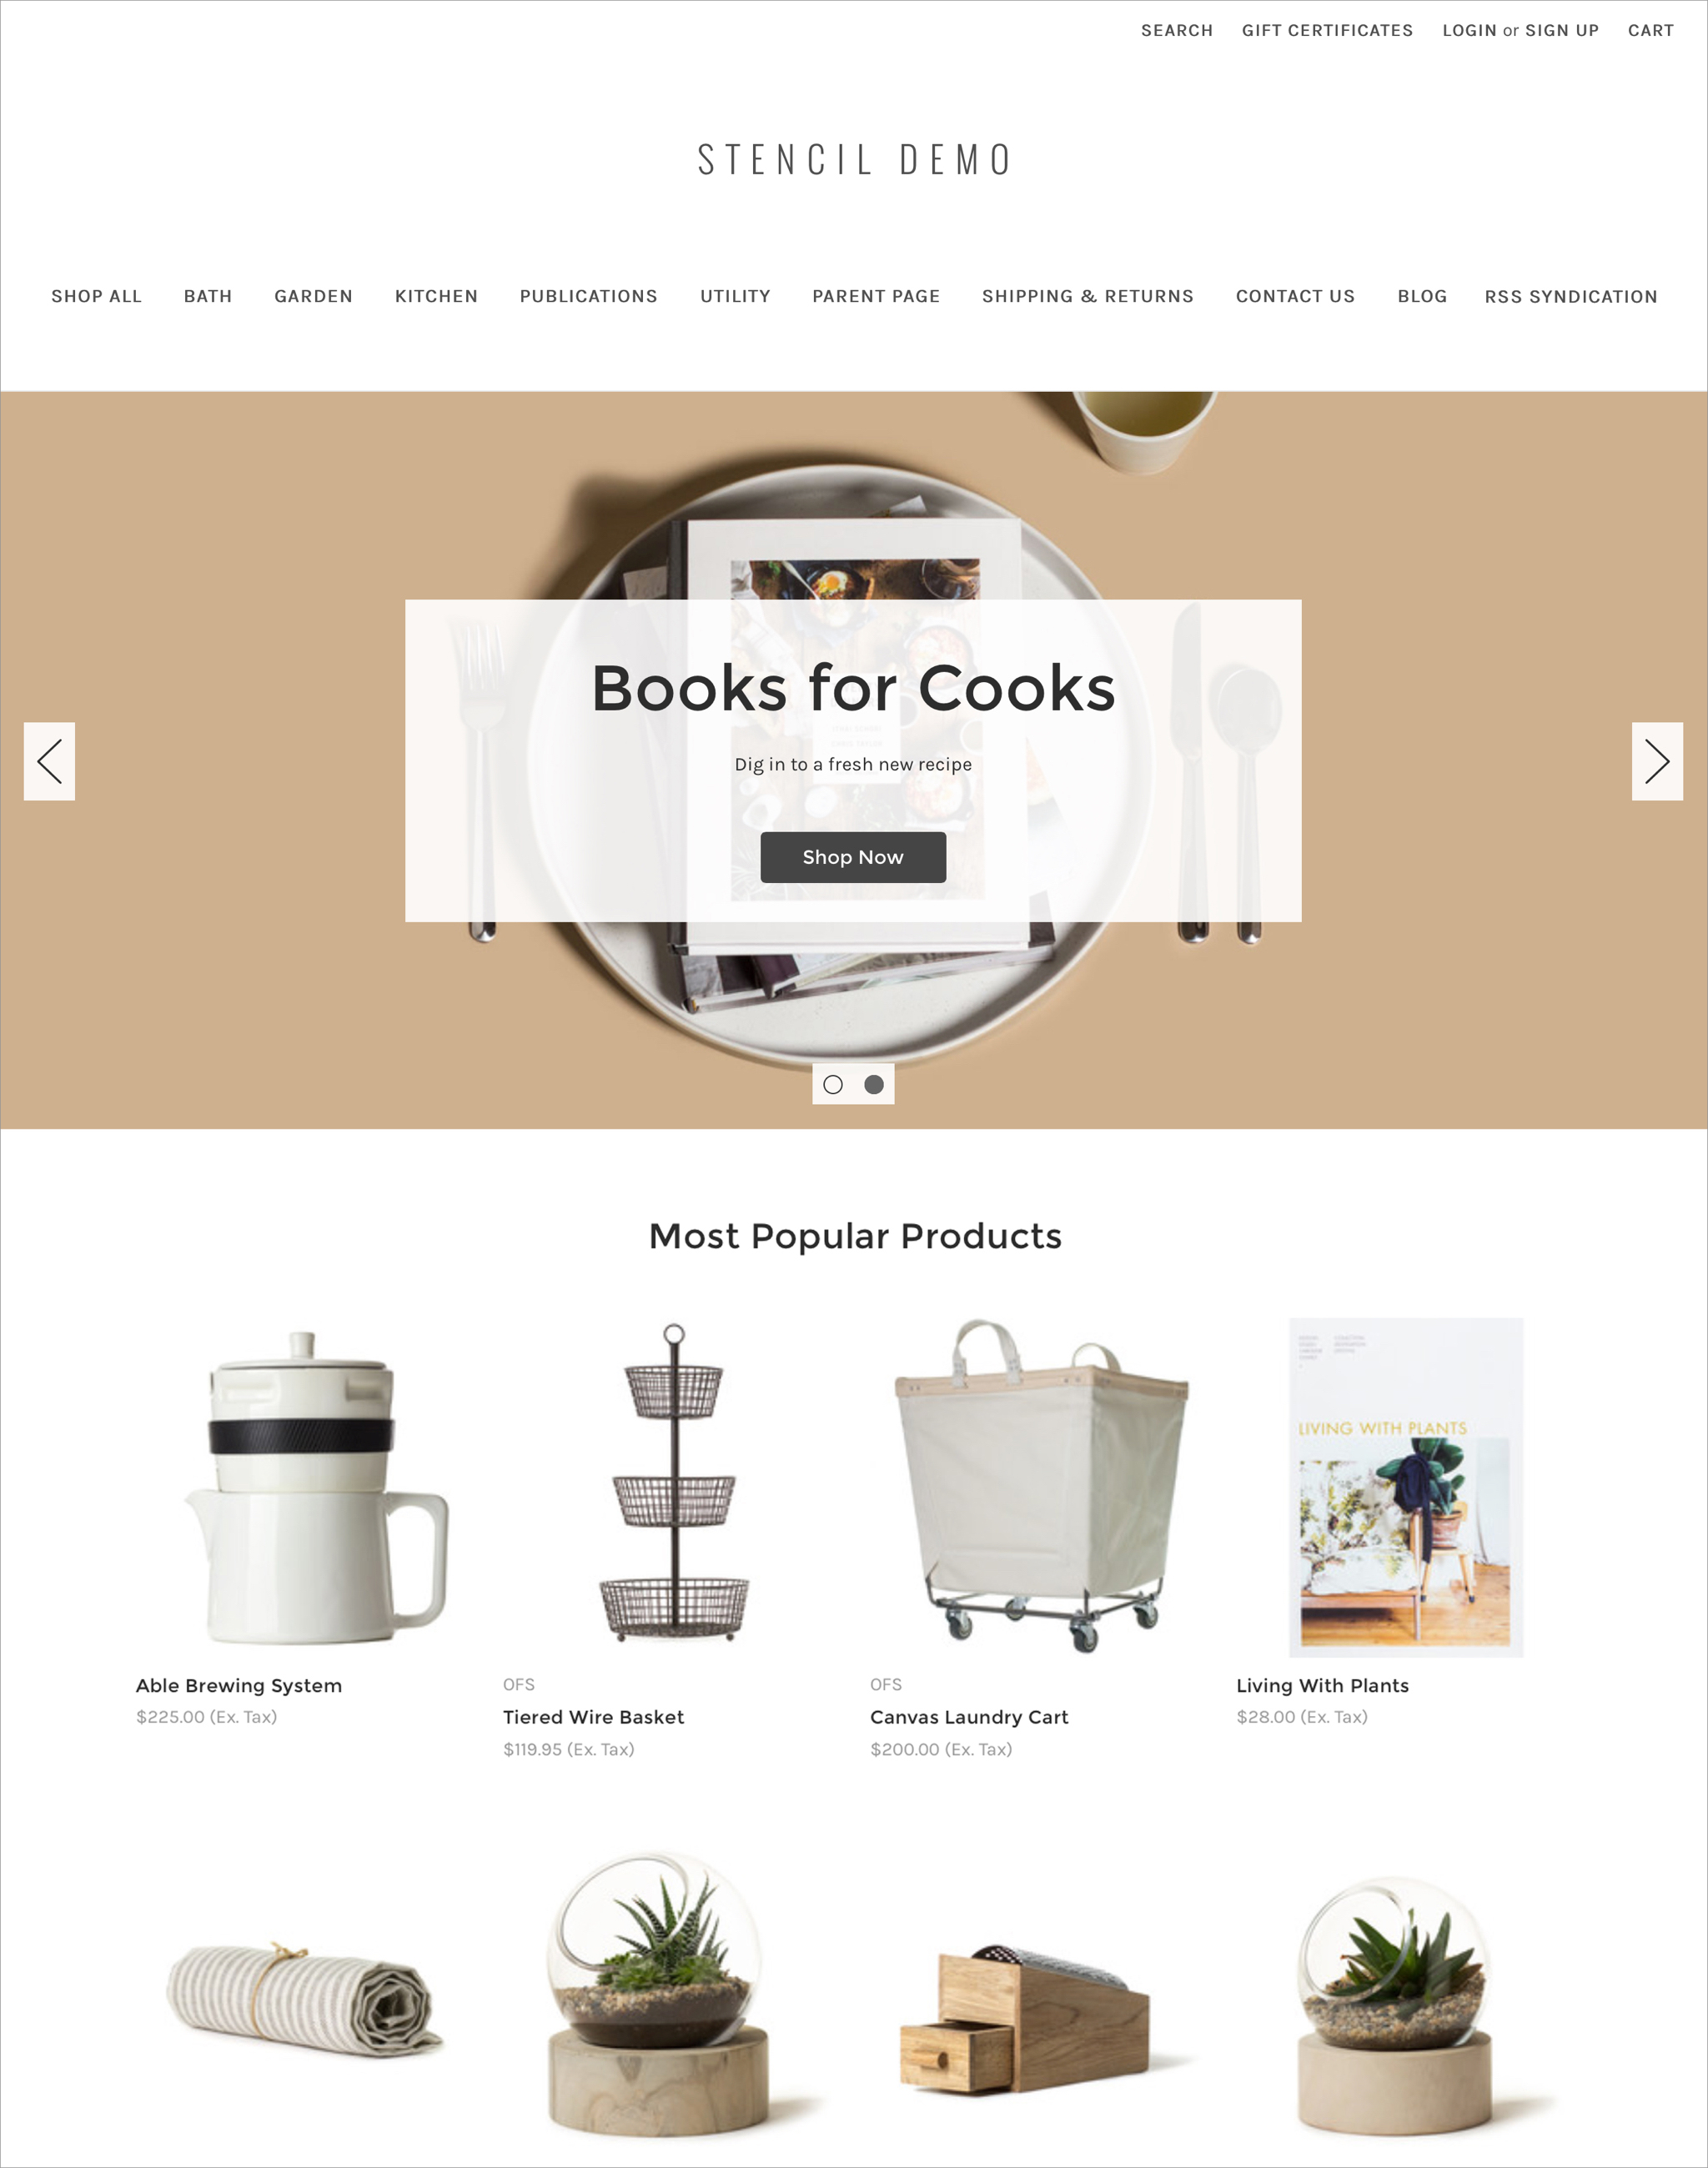 SEARCH GIFT CERTIFICATES LOGIN or SIGN UP CART
STENCIL DEMO
SHOP ALL BATH GARDEN KITCHEN PUBLICATIONS UTILITY PARENT PAGE SHIPPING & RETURNS CONTACT US BLOG RSS SYNDICATION
Books for Cooks
Dig in to a fresh new recipe
Shop Now
Most Popular Products
LIVING WITH PLANTS
Able Brewing System
$225.00 (Ex. Tax)
OFS
Tiered Wire Basket
$119.95 (Ex. Tax)
OFS
Canvas Laundry Cart
$200.00 (Ex. Tax)
Living With Plants
$28.00 (Ex. Tax)